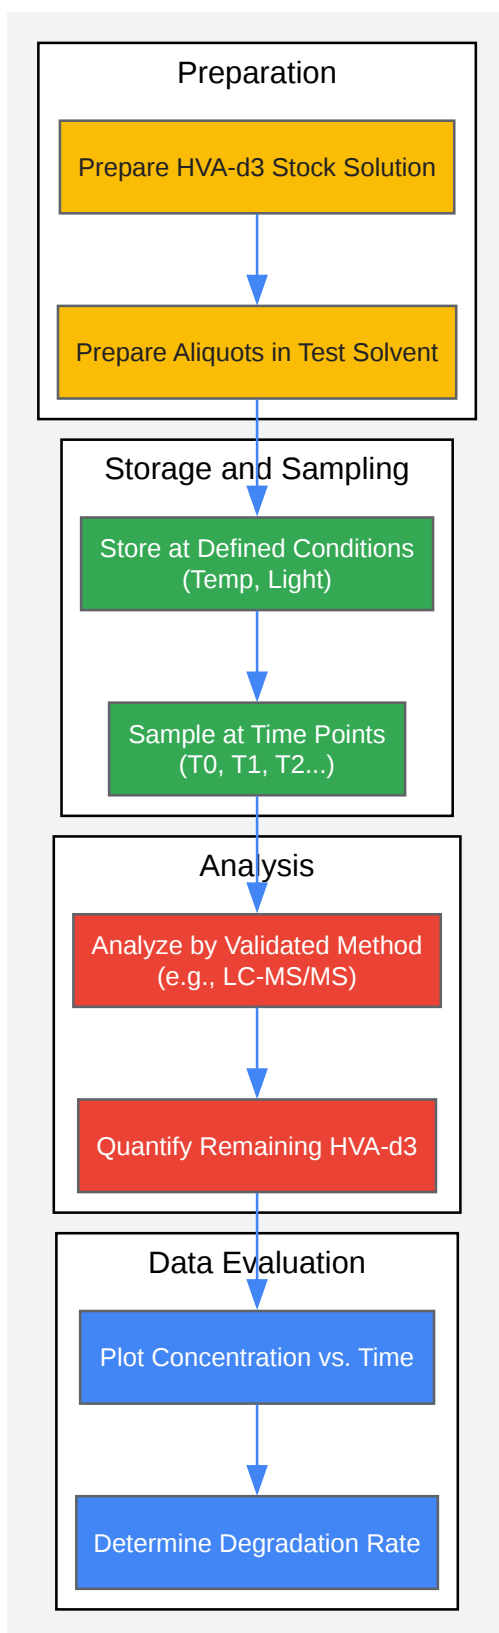 Preparation
Prepare HVA-d3 Stock Solution
Prepare Aliquots in Test Solvent
Storage and Sampling
Store at Defined Conditions
(Temp, Light)
Sample at Time Points
(T0, T1, T2...)
Analysis
Analyze by Validated Method
(e.g., LC-MS/MS)
Quantify Remaining HVA-d3
Data Evaluation
Plot Concentration vs. Time
Determine Degradation Rate